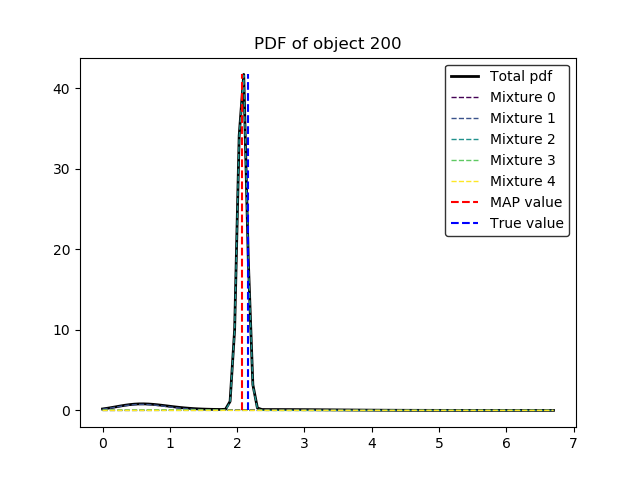 PDF of object 200
Total pdf
Mixture 0
Mixture 1
Mixture 2
Mixture 3
Mixture 4
MAP value
True value
40
30
20
10
0
0 1 2 3 4 5 6 7